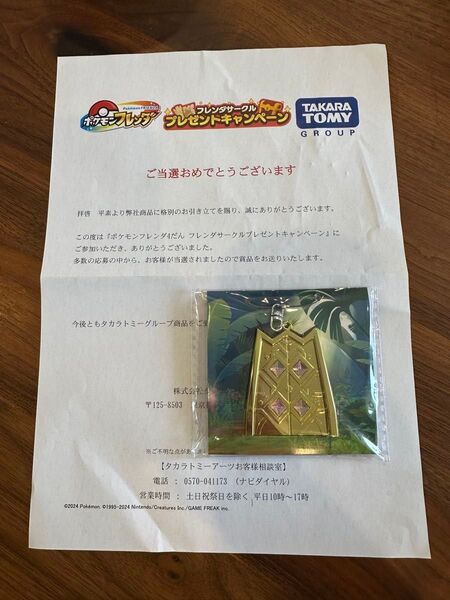 Pokémon FRIENDA
ポケモンフレンダ
フレンダサークル
プレゼントキャンペーン
TAKARA
TOMY
GROUP
ご当選おめでとうございます
拝啓 平素より弊社商品に格別のお引き立てを賜り、誠にありがとうございます。
この度は『ポケモンフレンダ4だん フレンダサークルプレゼントキャンペーン』に
ご参加いただき、ありがとうございました。
多数の応募の中から、お客様が当選されましたので賞品をお送りいたします。
今後ともタカラトミーグループ商品をご
株式会社
〒125-8503
※ご不明な点が
【タカラトミーアーツお客様相談室】
電話 : 0570-041173 (ナビダイヤル)
営業時間 : 土日祝祭日を除く 平日10時~17時
©2024 Pokémon. ©1995-2024 Nintendo/Creatures Inc./GAME FREAK inc.